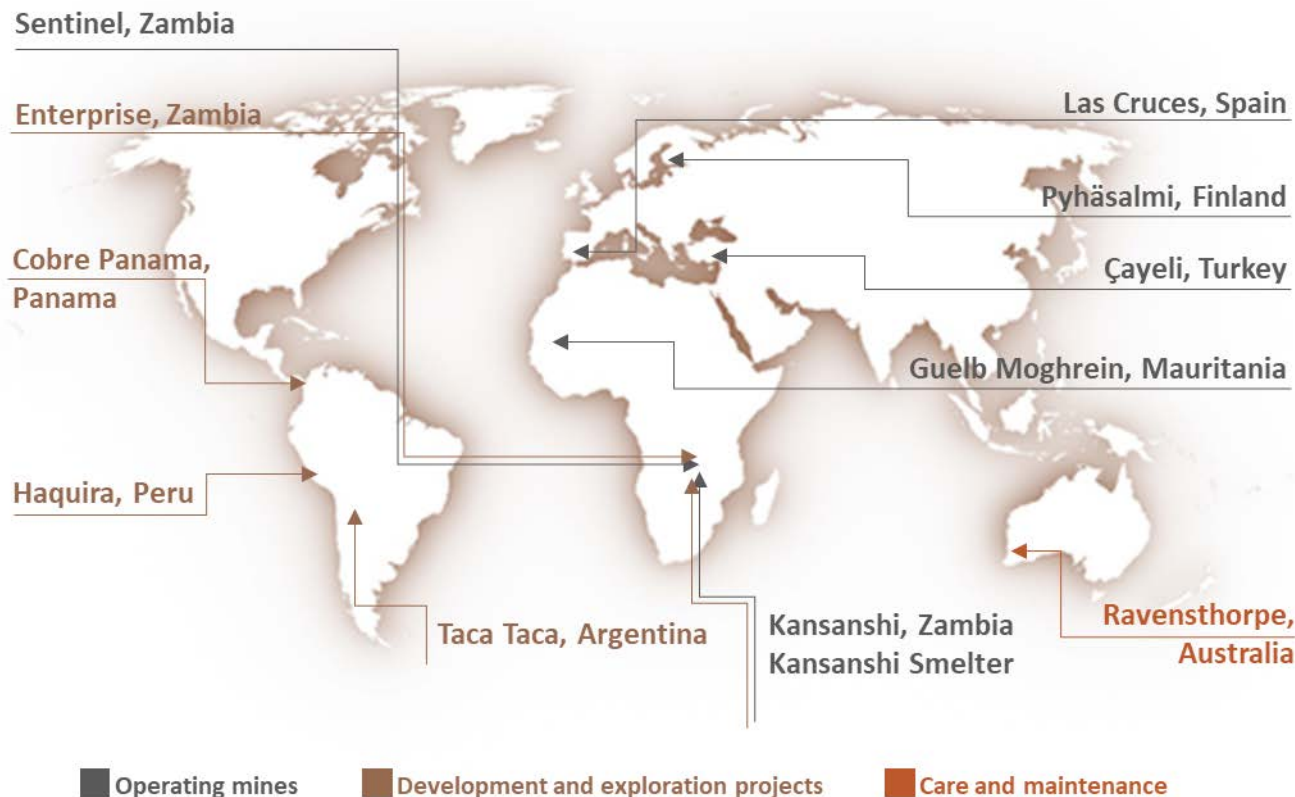 Sentinel, Zambia
Enterprise, Zambia
Cobre Panama,
Panama
Haquira, Peru
Taca Taca, Argentina
Las Cruces, Spain
Pyhäsalmi, Finland
Çayeli, Turkey
Guelb Moghrein, Mauritania
Kansanshi, Zambia
Kansanshi Smelter
Ravensthorpe,
Australia
Operating mines
Development and exploration projects
Care and maintenance